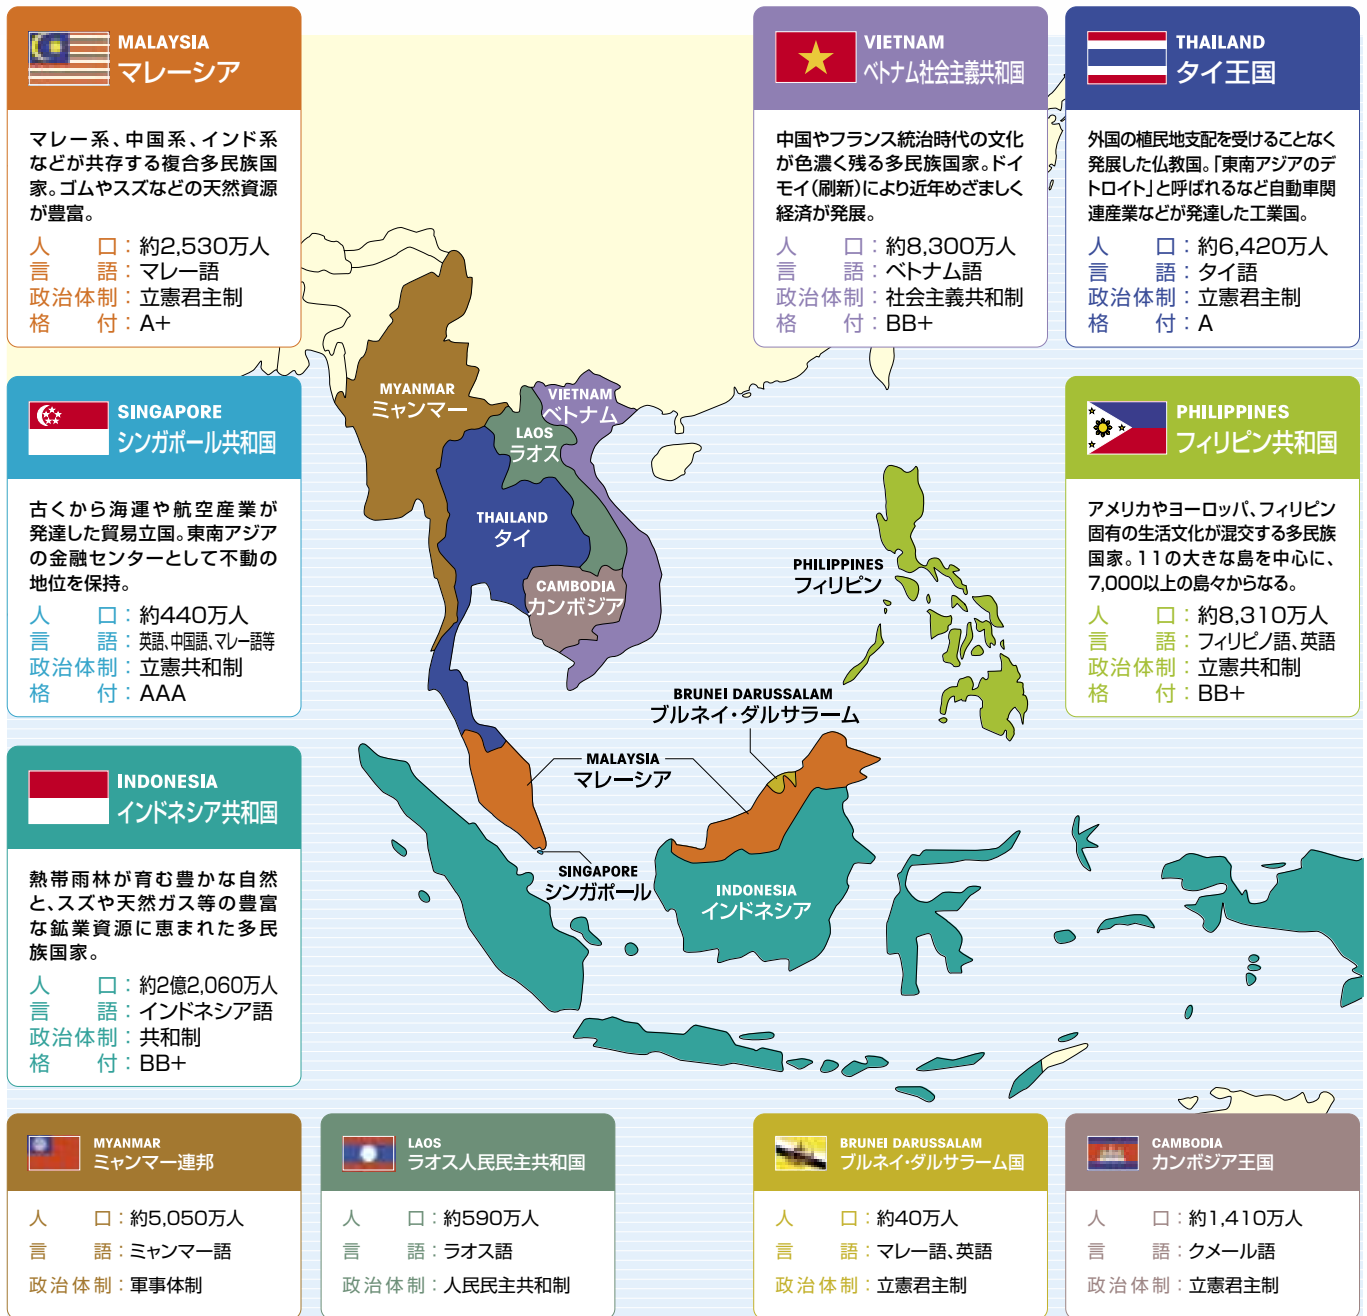 MALAYSIA
マレーシア
マレー系、中国系、インド系
などが共存する複合多民族国
家。ゴムやスズなどの天然資源
が豊富。
人口：約2,530万人
言語：マレー語
政治体制：立憲君主制
格付：A+
VIETNAM
ベトナム社会主義共和国
中国やフランス統治時代の文化
が色濃く残る多民族国家。ドイ
モイ(刷新)により近年めざましく
経済が発展。
人口：約8,300万人
言語：ベトナム語
政治体制：社会主義共和制
格付：BB+
THAILAND
タイ王国
外国の植民地支配を受けることなく
発展した仏教国。「東南アジアのデ
トロイト」と呼ばれるなど自動車関
連産業などが発達した工業国。
人口：約6,420万人
言語：タイ語
政治体制：立憲君主制
格付：A
SINGAPORE
シンガポール共和国
古くから海運や航空産業が
発達した貿易立国。東南アジア
の金融センターとして不動の
地位を保持。
人口：約440万人
言語：英語、中国語、マレー語等
政治体制：立憲共和制
格付：AAA
PHILIPPINES
フィリピン共和国
アメリカやヨーロッパ、フィリピン
固有の生活文化が混交する多民族
国家。11の大きな島を中心に、
7,000以上の島々からなる。
人口：約8,310万人
言語：フィリピノ語、英語
政治体制：立憲共和制
格付：BB+
MYANMAR
ミャンマー
VIETNAM
ベトナム
LAOS
ラオス
THAILAND
タイ
CAMBODIA
カンボジア
PHILIPPINES
フィリピン
BRUNEI DARUSSALAM
ブルネイ・ダルサラーム
MALAYSIA
マレーシア
SINGAPORE
シンガポール
INDONESIA
インドネシア
INDONESIA
インドネシア共和国
熱帯雨林が育む豊かな自然
と、スズや天然ガス等の豊富
な鉱業資源に恵まれた多民
族国家。
人口：約2億2,060万人
言語：インドネシア語
政治体制：共和制
格付：BB+
MYANMAR
ミャンマー連邦
人口：約5,050万人
言語：ミャンマー語
政治体制：軍事体制
LAOS
ラオス人民民主共和国
人口：約590万人
言語：ラオス語
政治体制：人民民主共和制
BRUNEI DARUSSALAM
ブルネイ・ダルサラーム国
人口：約40万人
言語：マレー語、英語
政治体制：立憲君主制
CAMBODIA
カンボジア王国
人口：約1,410万人
言語：クメール語
政治体制：立憲君主制